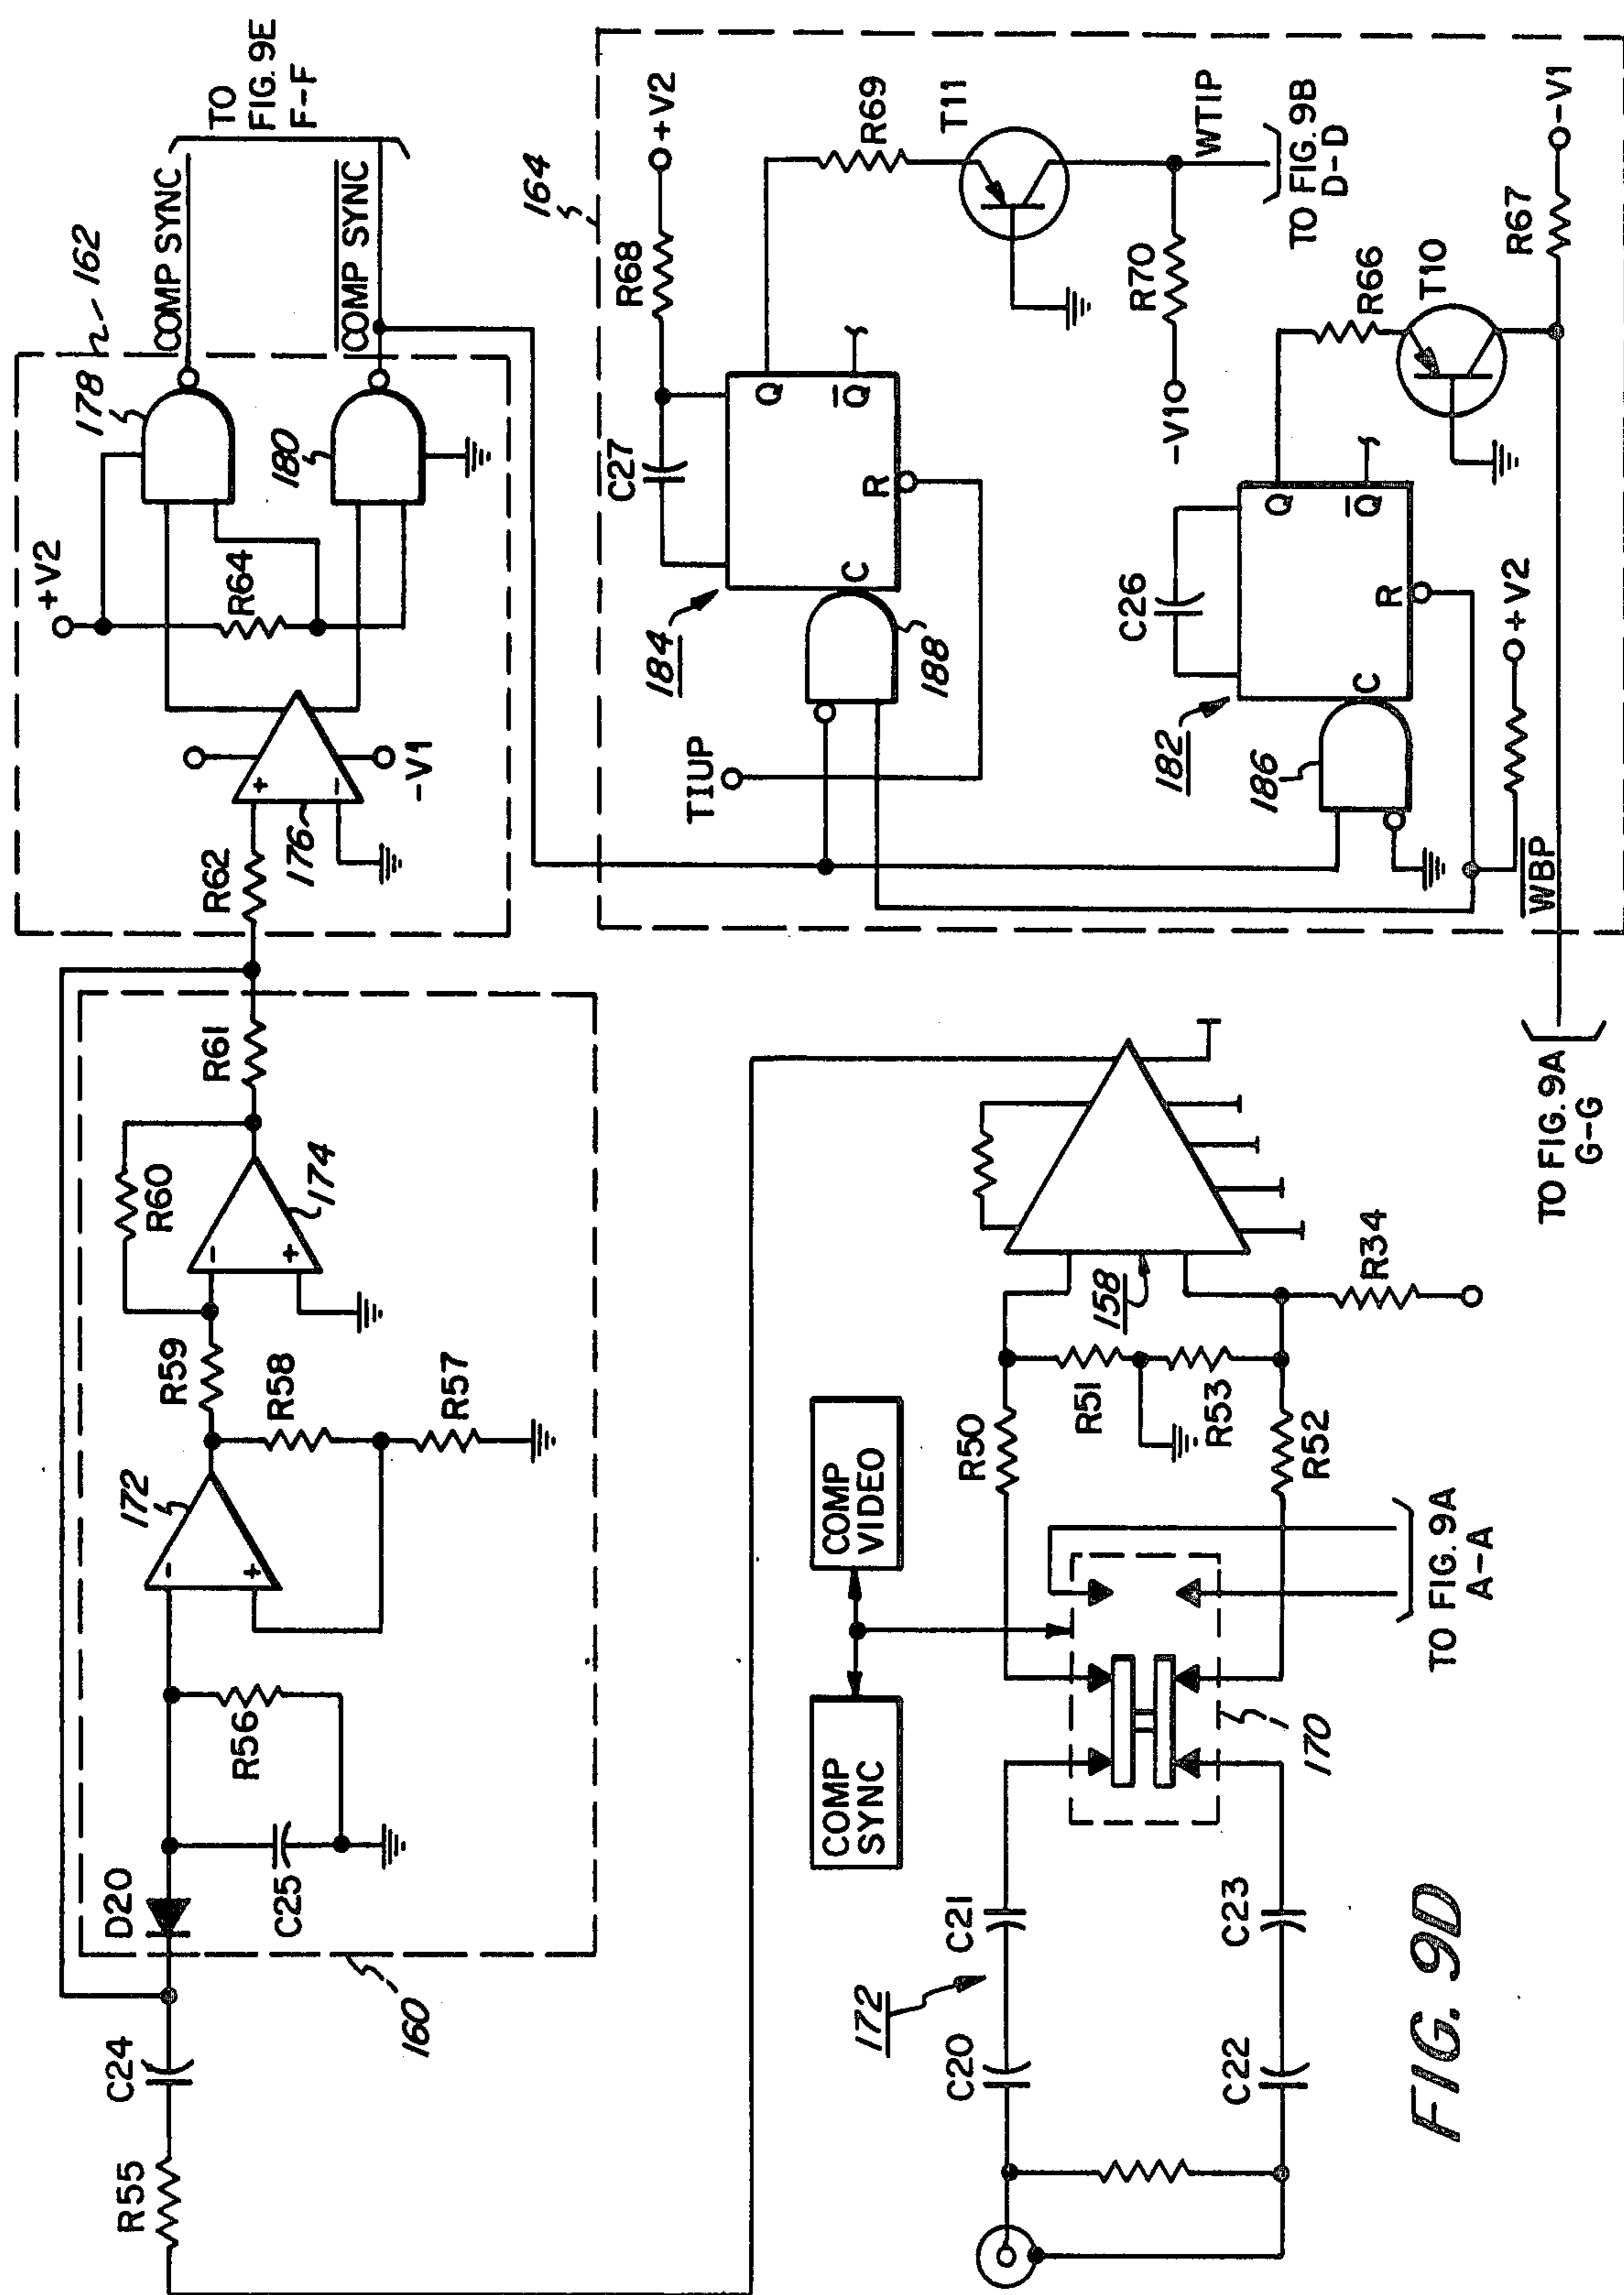 R55
C24
D20
C25
R56
160
172
R58
R57
R59
R60
174
R61
R62
176
-V1
+V2
R64
178
180
162
COMP SYNC
COMP SYNC
TO
FIG. 9E
F-F
164
+V2
R68
C27
184
Q
Q
R
C
188
TIUP
R69
T11
WTIP
R70
-V1
TO FIG. 9B
D-D
C26
182
Q
Q
R
C
186
R66
T10
R67
-V1
+V2
WBP
TO FIG. 9A
G-G
COMP
SYNC
COMP
VIDEO
C20
C21
172
C22
C23
170
TO FIG. 9A
A-A
R50
R51
R53
R52
158
R34
FIG. 9D